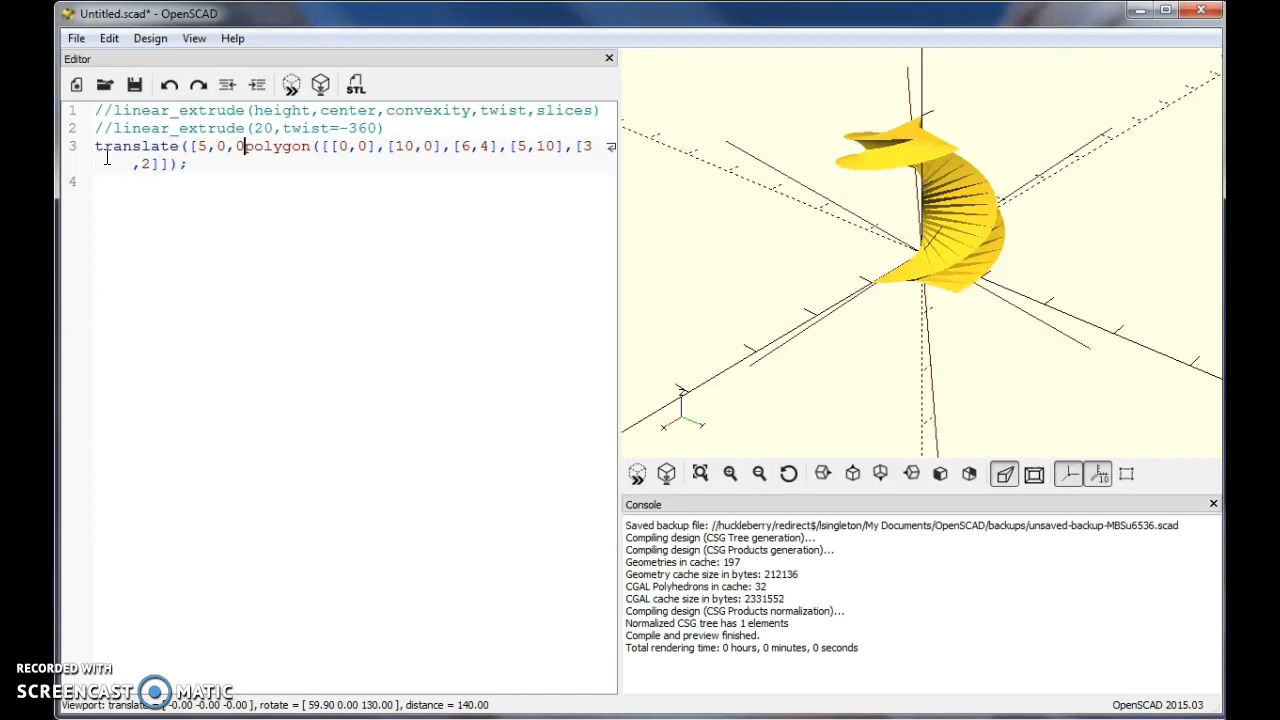 Untitled.scad* - OpenSCAD
File Edit Design View Help
Editor
STL
1 //linear_extrude(height,center,convexity,twist,slices)
2 //linear_extrude(20,twist=-360)
3 translate([5,0,0polygon([[0,0],[10,0],[6,4],[5,10],[3
,2]]);
4
z
x y
10
Console
Saved backup file: //huckleberry/redirect$/lsingleton/My Documents/OpenSCAD/backups/unsaved-backup-MBSu6536.scad
Compiling design (CSG Tree generation)...
Compiling design (CSG Products generation)...
Geometries in cache: 197
Geometry cache size in bytes: 212136
CGAL Polyhedrons in cache: 32
CGAL cache size in bytes: 2331552
Compiling design (CSG Products normalization)...
Normalized CSG tree has 1 elements
Compile and preview finished.
Total rendering time: 0 hours, 0 minutes, 0 seconds
RECORDED WITH
SCREENCAST MATIC
Viewport: translate = [ -0.00 -0.00 -0.00 ], rotate = [ 59.90 0.00 130.00 ], distance = 140.00
OpenSCAD 2015.03